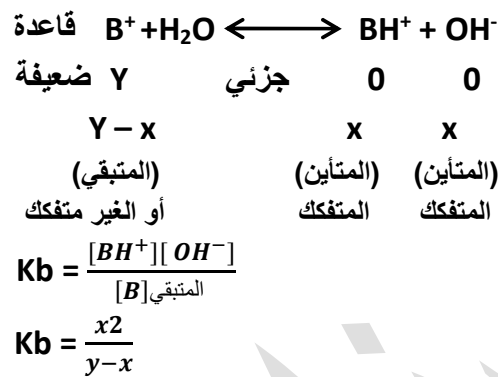 قاعدة B⁺ +H₂O ⟷ BH⁺ + OH⁻
ضعيفة Y جزئي 0 0
Y – x x x
(المتبقي) (المتأين) (المتأين)
أو الغير متفكك المتفكك المتفكك
Kb = [BH⁺][ OH⁻] / [B]المتبقي
Kb = x2 / y−x